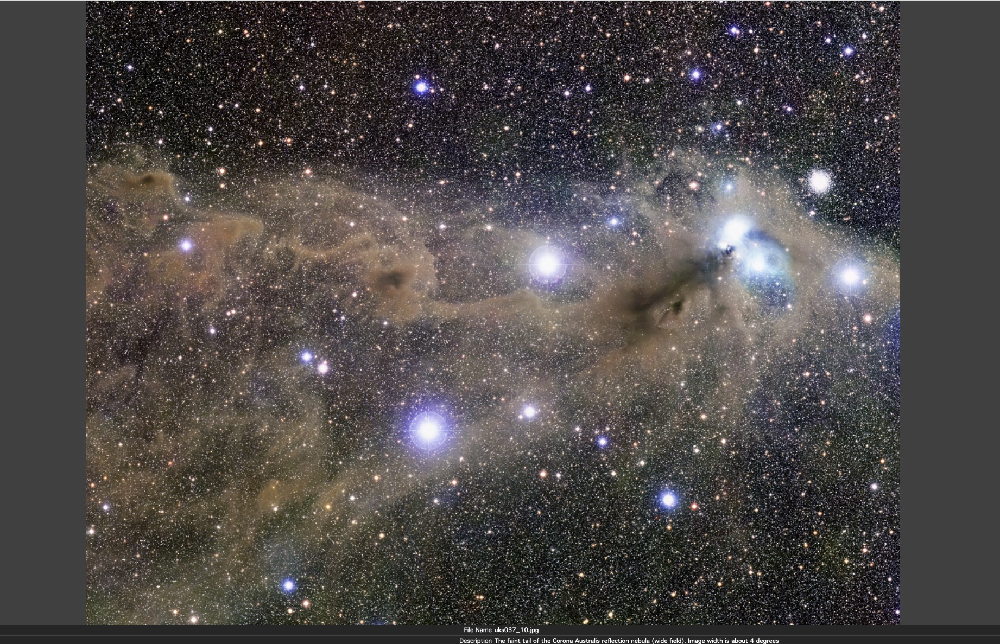 File Name uks037_10.jpg
Description The faint tail of the Corona Australis reflection nebula (wide field). Image width is about 4 degrees